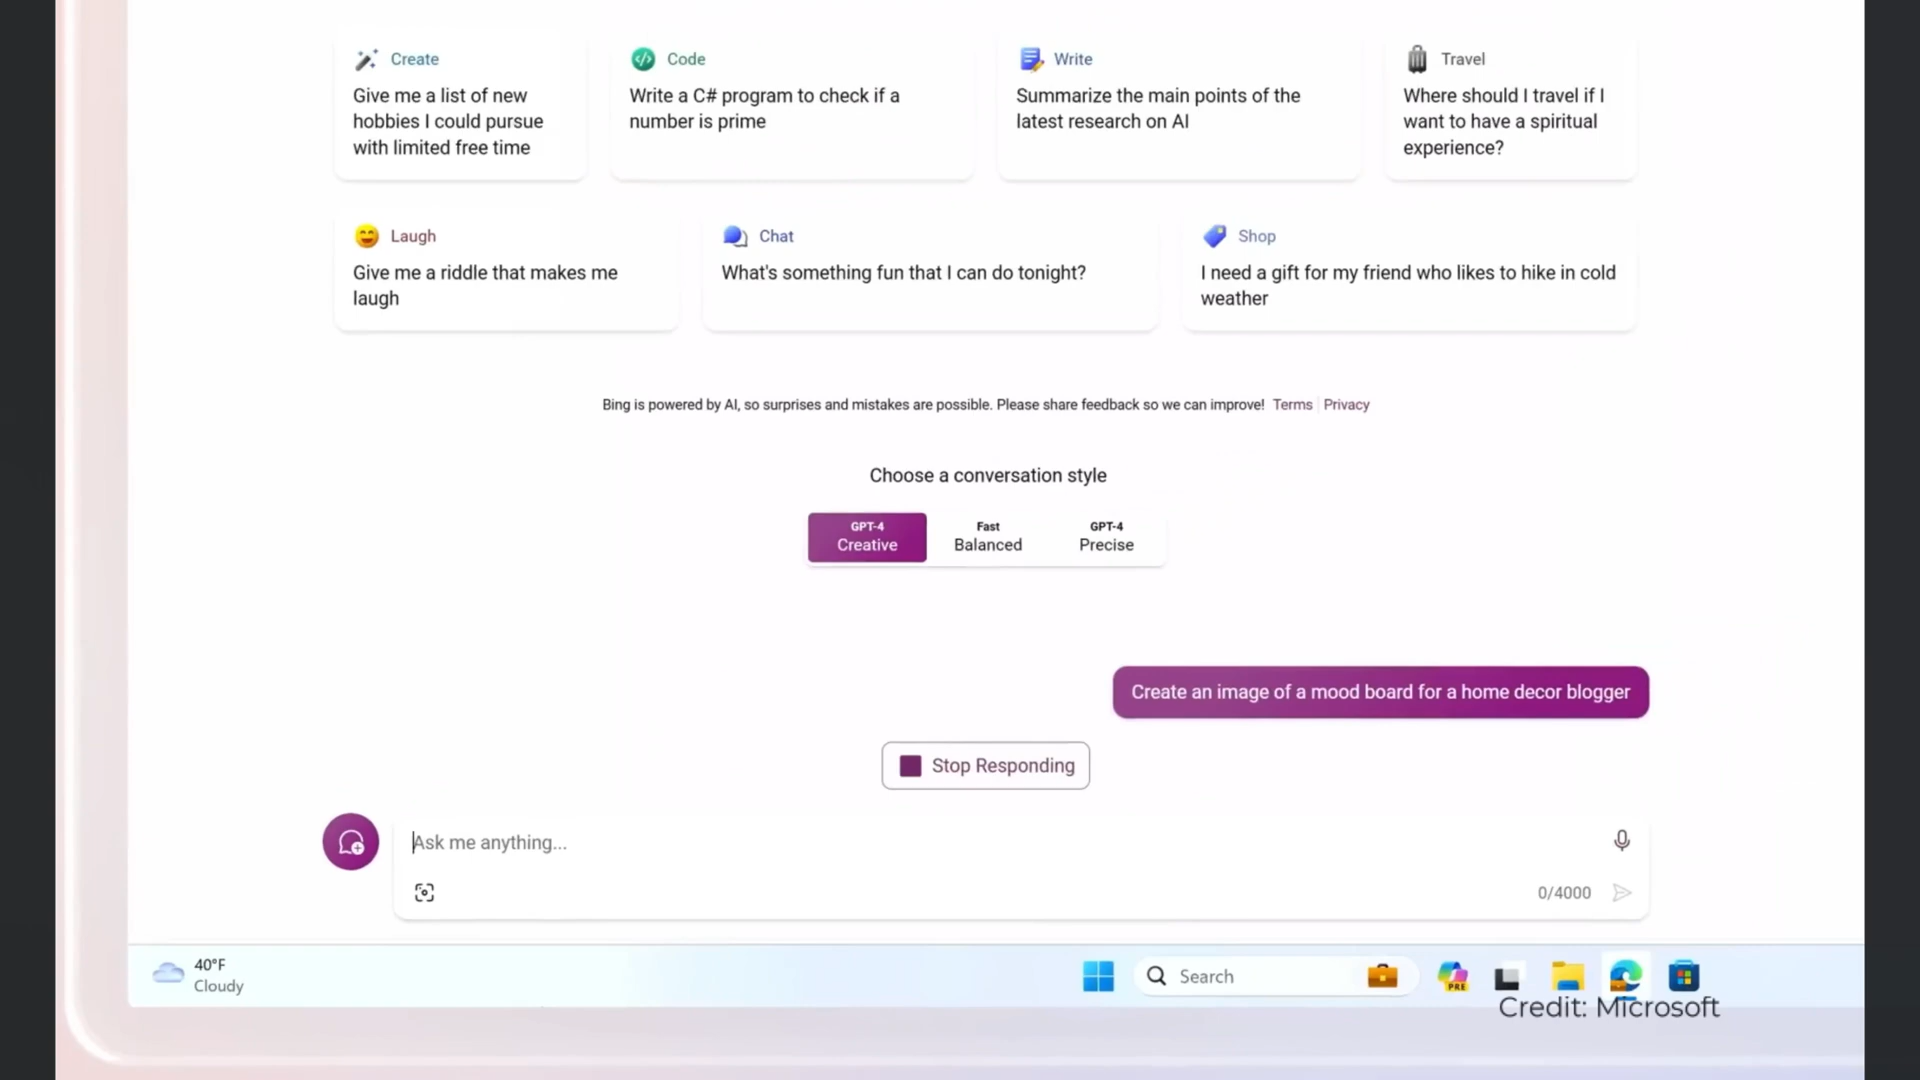 Create
Give me a list of new
hobbies I could pursue
with limited free time
Code
Write a C# program to check if a
number is prime
Write
Summarize the main points of the
latest research on AI
Travel
Where should I travel if I
want to have a spiritual
experience?
Laugh
Give me a riddle that makes me
laugh
Chat
What's something fun that I can do tonight?
Shop
I need a gift for my friend who likes to hike in cold
weather
Bing is powered by AI, so surprises and mistakes are possible. Please share feedback so we can improve! Terms Privacy
Choose a conversation style
GPT-4
Creative
Fast
Balanced
GPT-4
Precise
Create an image of a mood board for a home decor blogger
Stop Responding
Ask me anything...
0/4000
40°F
Cloudy
Search
PRE
Credit: Microsoft